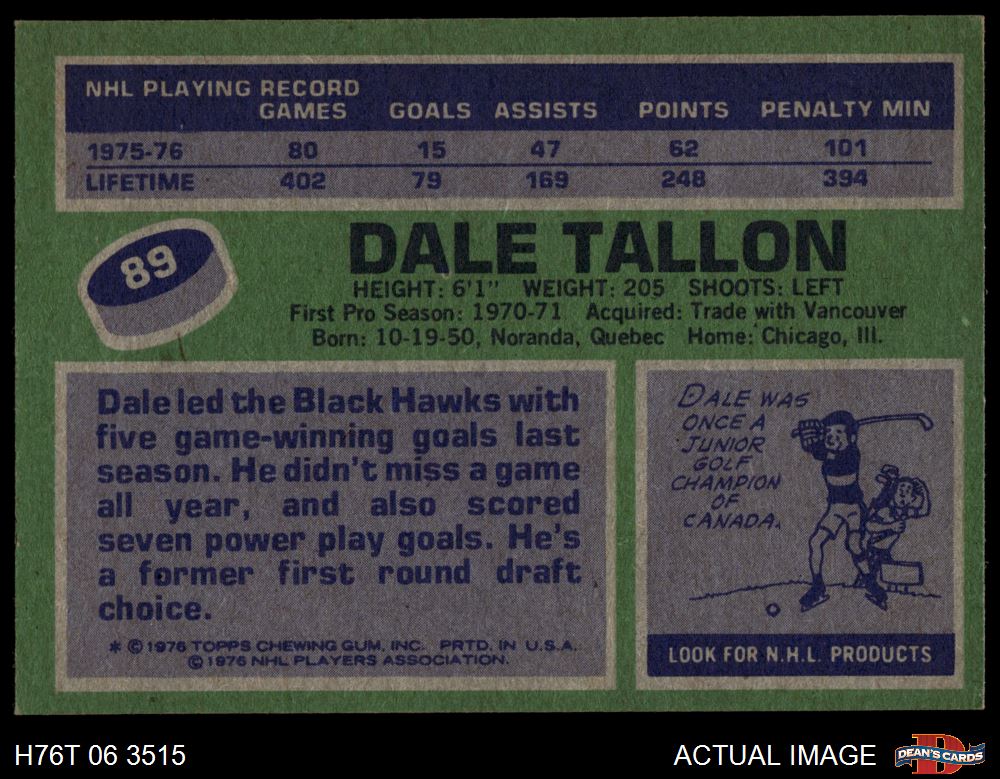 NHL PLAYING RECORD
GAMES GOALS ASSISTS POINTS PENALTY MIN
1975-76 80 15 47 62 101
LIFETIME 402 79 169 248 394
89
DALE TALLON
HEIGHT: 6'1" WEIGHT: 205 SHOOTS: LEFT
First Pro Season: 1970-71 Acquired: Trade with Vancouver
Born: 10-19-50, Noranda, Quebec Home: Chicago, Ill.
Dale led the Black Hawks with
five game-winning goals last
season. He didn't miss a game
all year, and also scored
seven power play goals. He's
a former first round draft
choice.
* © 1976 TOPPS CHEWING GUM, INC. PRTD. IN U.S.A.
© 1976 NHL PLAYERS ASSOCIATION.
DALE WAS
ONCE A
JUNIOR
GOLF
CHAMPION
OF
CANADA.
LOOK FOR N.H.L. PRODUCTS
H76T 06 3515
ACTUAL IMAGE
D
DEAN'S CARDS